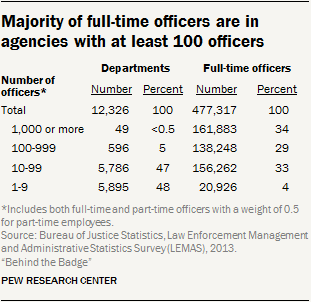 Majority of full-time officers are in
agencies with at least 100 officers
Number of officers* Departments Full-time officers
Number Percent Number Percent
Total 12,326 100 477,317 100
1,000 or more 49 <0.5 161,883 34
100-999 596 5 138,248 29
10-99 5,786 47 156,262 33
1-9 5,895 48 20,926 4
*Includes both full-time and part-time officers with a weight of 0.5
for part-time employees.
Source: Bureau of Justice Statistics, Law Enforcement Management
and Administrative Statistics Survey (LEMAS), 2013.
“Behind the Badge”
PEW RESEARCH CENTER